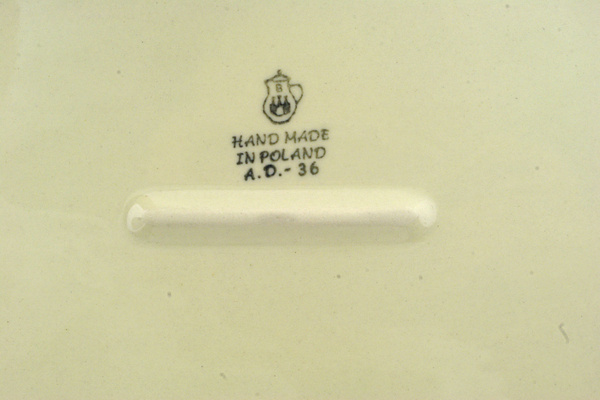 B
HAND MADE
IN POLAND
A.D.- 36